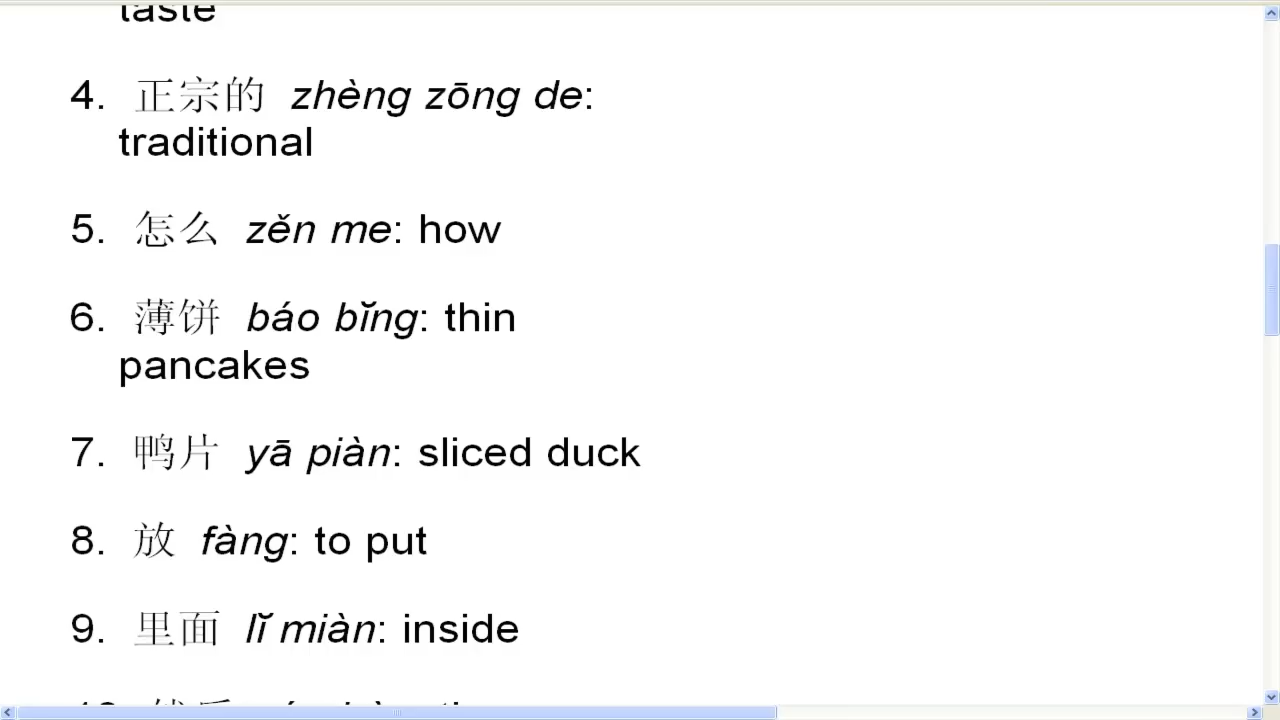 taste
4. 正宗的 zhèng zōng de:
traditional
5. 怎么 zěn me: how
6. 薄饼 báo bǐng: thin
pancakes
7. 鸭片 yā piàn: sliced duck
8. 放 fàng: to put
9. 里面 lǐ miàn: inside